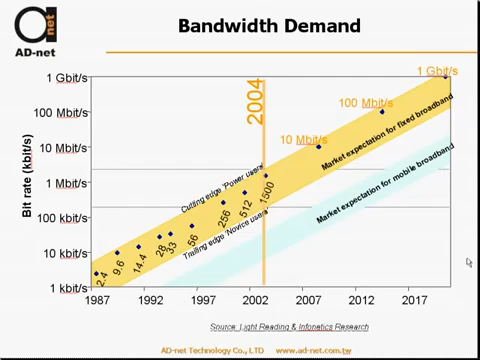 AD-net
Bandwidth Demand
1 Gbit/s
100 Mbit/s
10 Mbit/s
1 Mbit/s
100 kbit/s
10 kbit/s
1 kbit/s
Bit rate (kbit/s)
1987
1992
1997
2002
2007
2012
2017
2004
2.4
9.6
14.4
28
33
56
256
512
1500
10 Mbit/s
100 Mbit/s
1 Gbit/s
Cutting edge 'Power users'
Trailing edge 'Novice users'
Market expectation for fixed broadband
Market expectation for mobile broadband
Source: Light Reading & Infonetics Research
AD-net Technology Co., LTD www.ad-net.com.tw